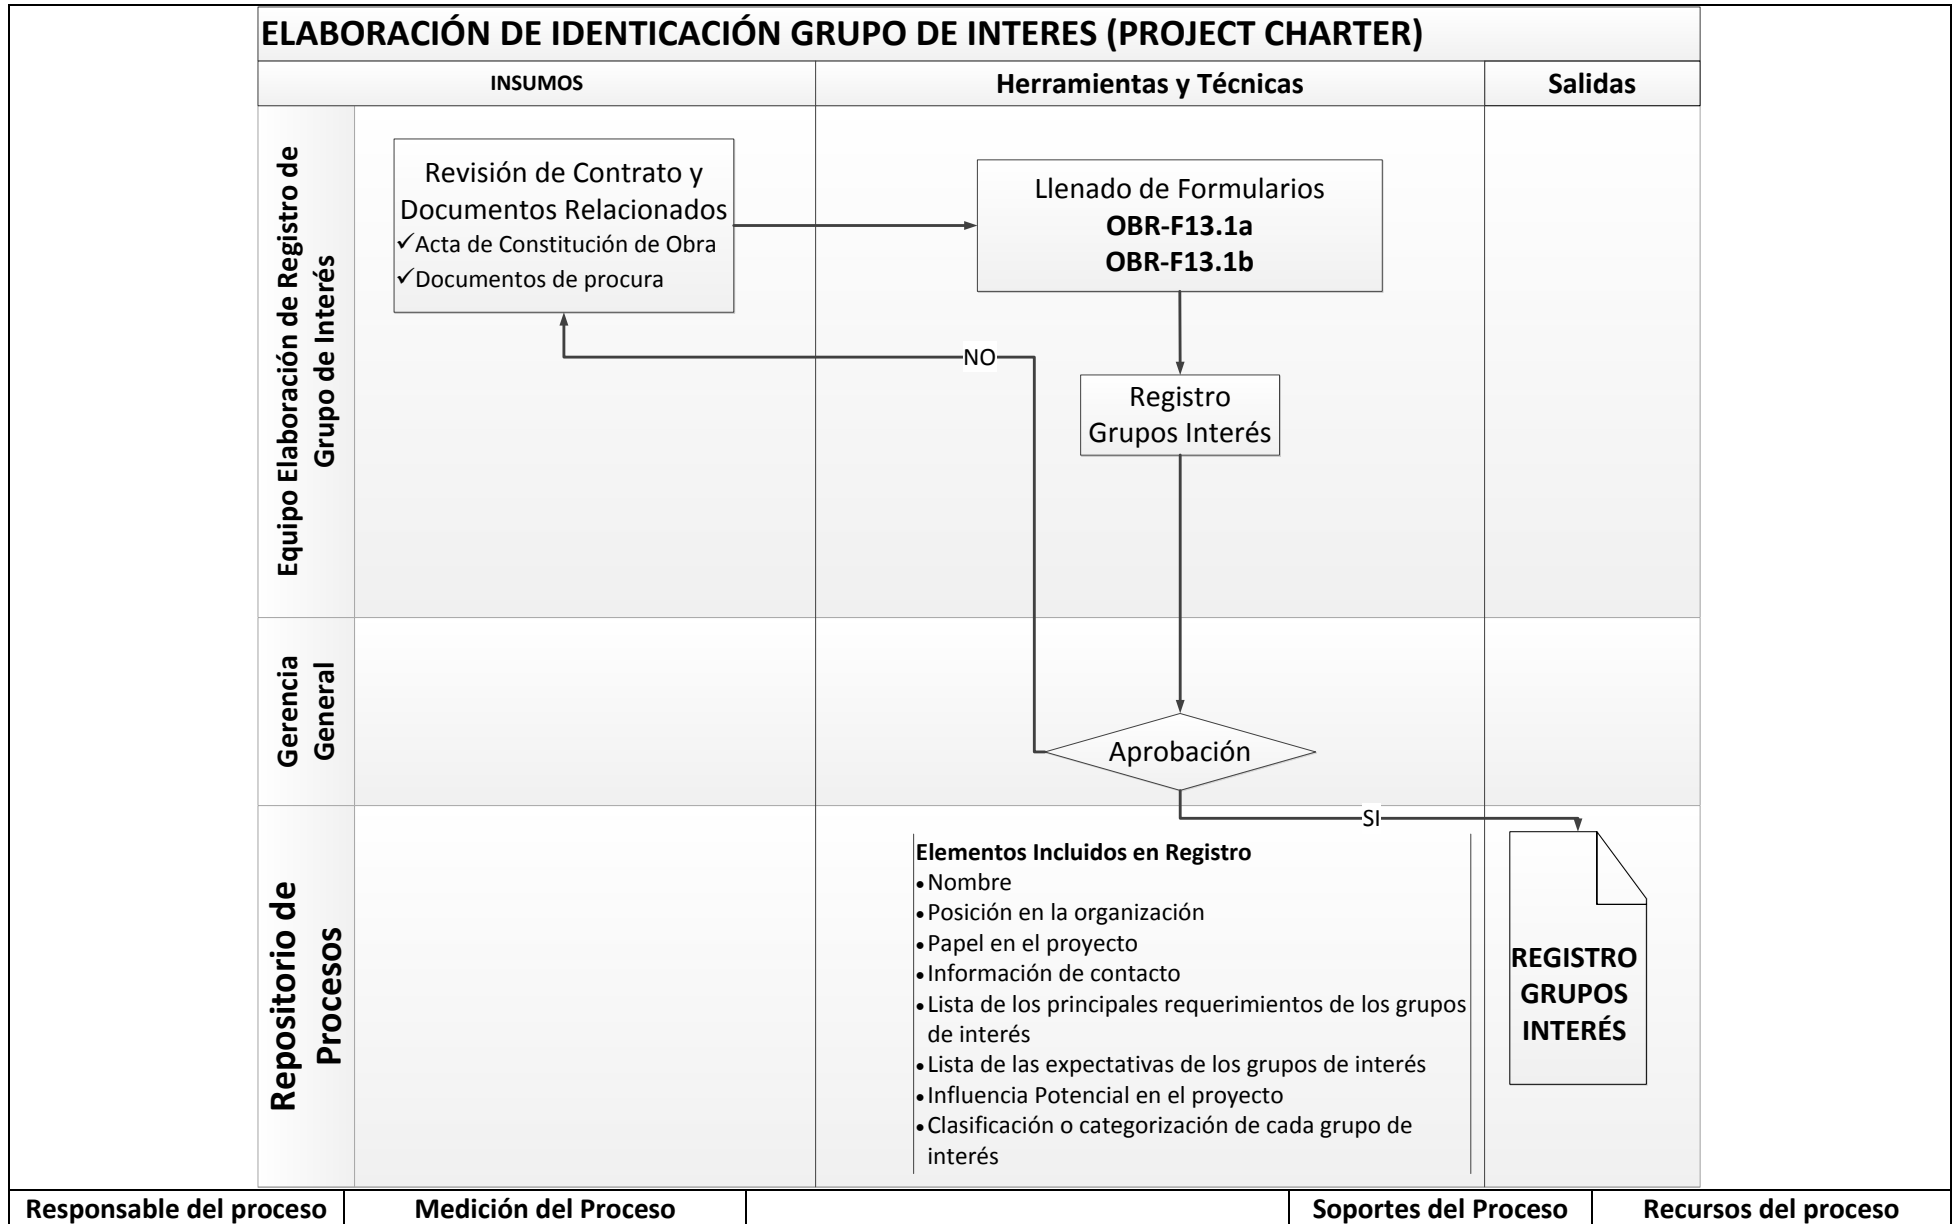 ELABORACIÓN DE IDENTICACIÓN GRUPO DE INTERES (PROJECT CHARTER)
INSUMOS
Herramientas y Técnicas
Salidas
Equipo Elaboración de Registro de
Grupo de Interés
Revisión de Contrato y
Documentos Relacionados
✓Acta de Constitución de Obra
✓Documentos de procura
Llenado de Formularios
OBR-F13.1a
OBR-F13.1b
NO
Registro
Grupos Interés
Gerencia
General
Aprobación
SI
Repositorio de
Procesos
Elementos Incluidos en Registro
•Nombre
•Posición en la organización
•Papel en el proyecto
•Información de contacto
•Lista de los principales requerimientos de los grupos
de interés
•Lista de las expectativas de los grupos de interés
•Influencia Potencial en el proyecto
•Clasificación o categorización de cada grupo de
interés
REGISTRO
GRUPOS
INTERÉS
Responsable del proceso
Medición del Proceso
Soportes del Proceso
Recursos del proceso